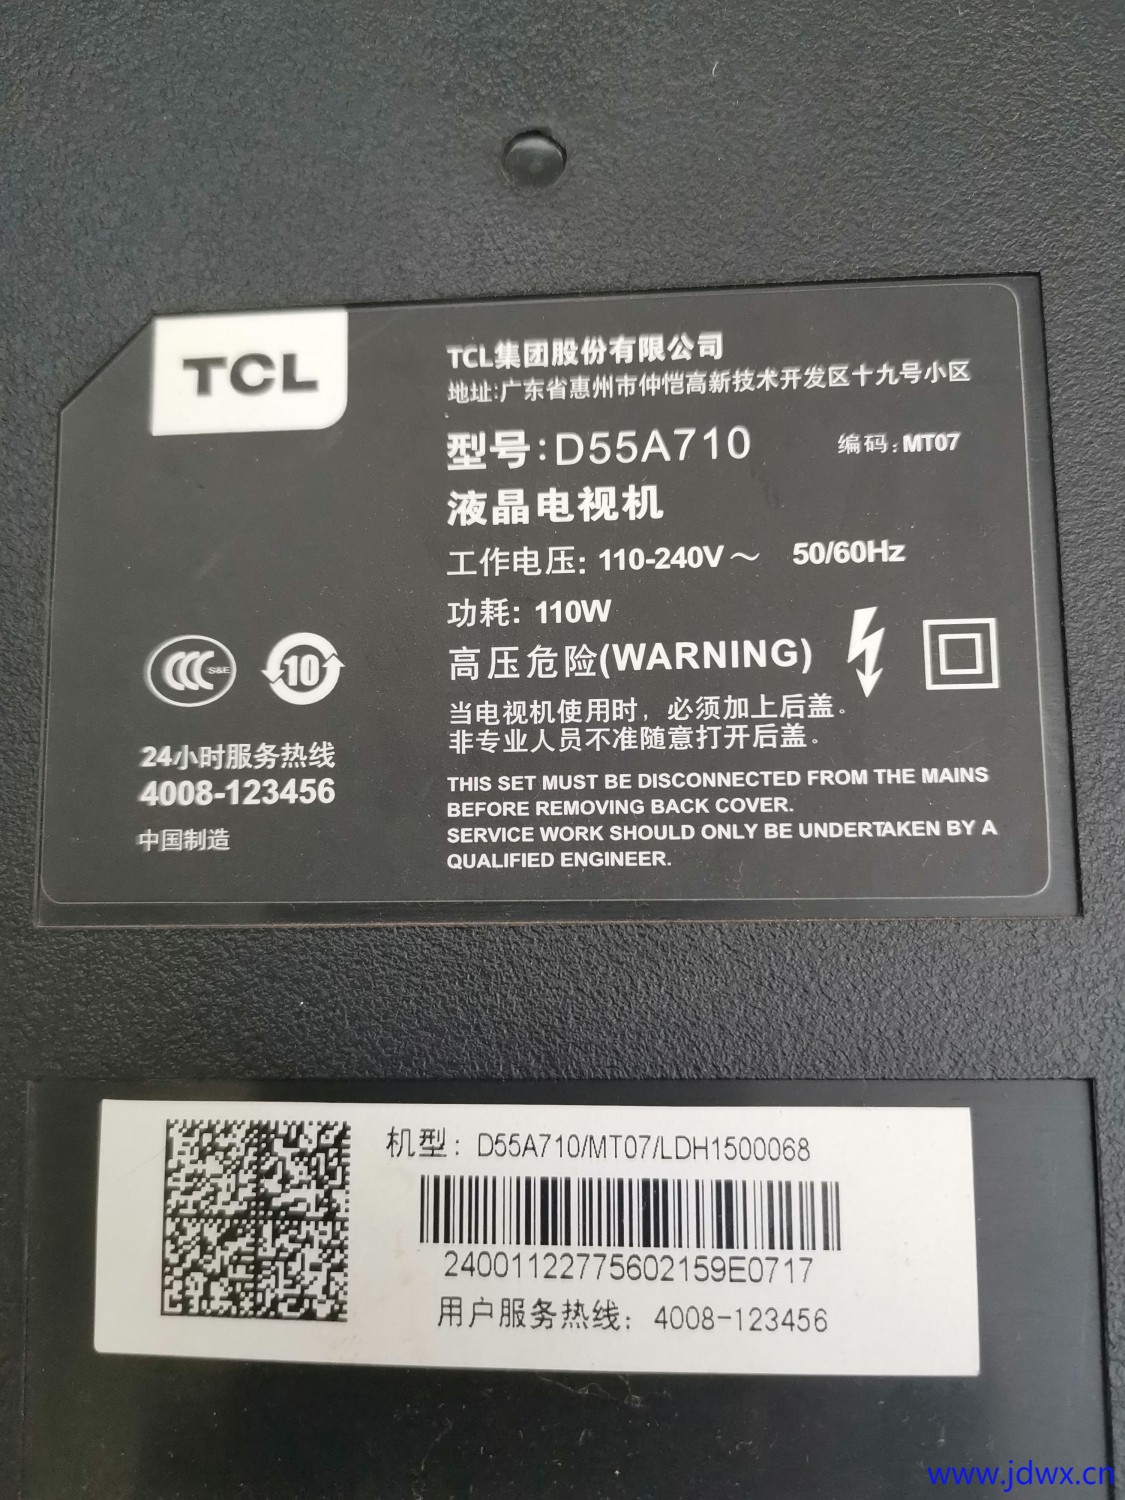 TCL
TCL集团股份有限公司
地址:广东省惠州市仲恺高新技术开发区十九号小区
型号:D55A710
编码:MT07
液晶电视机
工作电压: 110-240V～ 50/60Hz
功耗: 110W
高压危险(WARNING)
当电视机使用时，必须加上后盖。
非专业人员不准随意打开后盖。
THIS SET MUST BE DISCONNECTED FROM THE MAINS
BEFORE REMOVING BACK COVER.
SERVICE WORK SHOULD ONLY BE UNDERTAKEN BY A
QUALIFIED ENGINEER.
CCC S&E
10
24小时服务热线
4008-123456
中国制造
机型: D55A710/MT07/LDH1500068
24001122775602159E0717
用户服务热线: 4008-123456
www.jdwx.cn